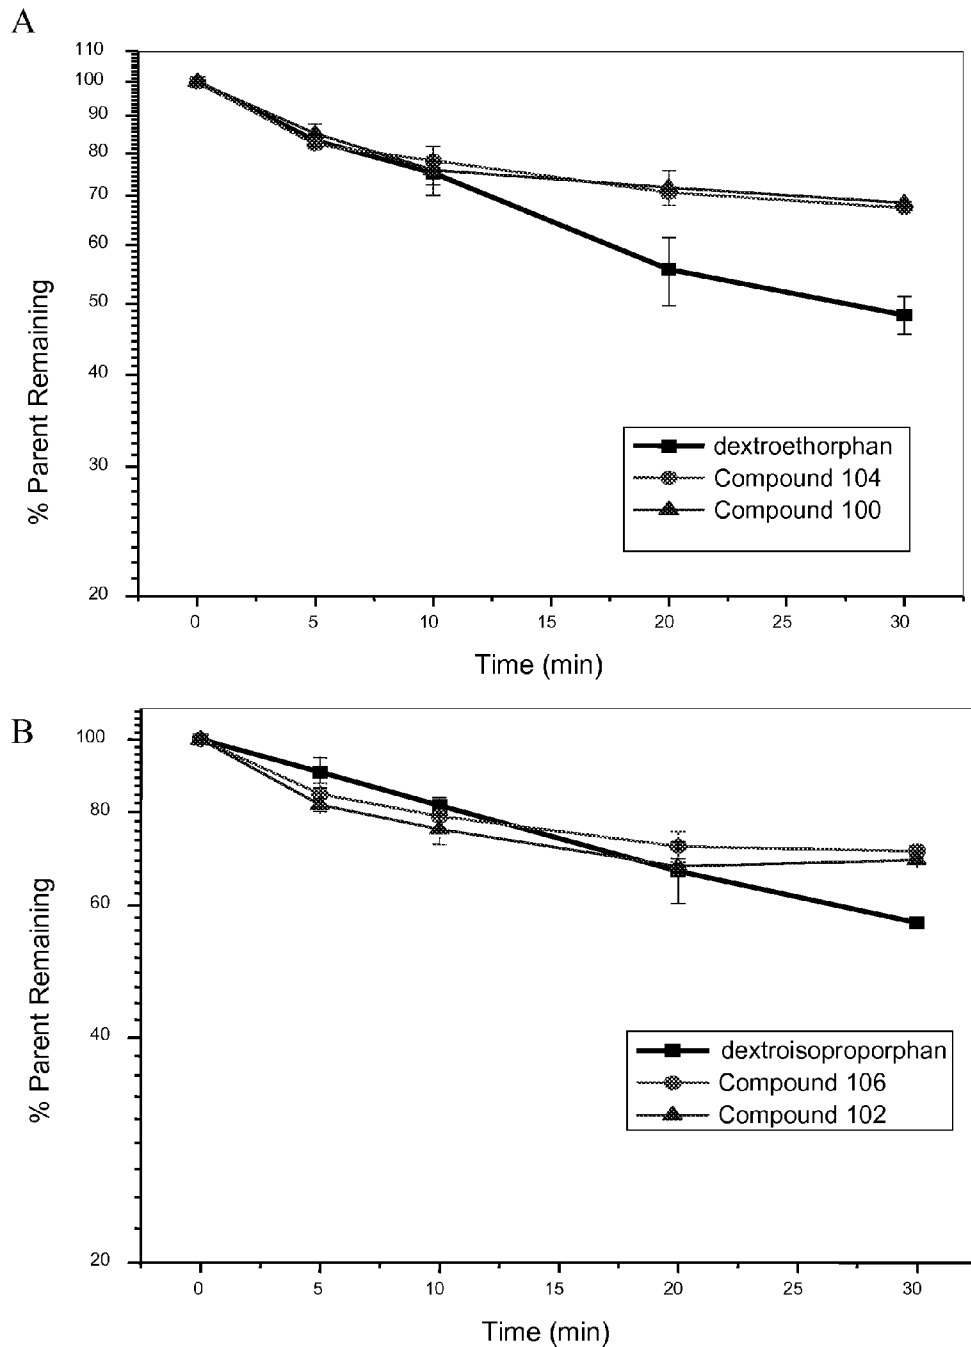 A
110
100
90
80
70
60
50
40
30
20
% Parent Remaining
dextroethorphan
Compound 104
Compound 100
0 5 10 15 20 25 30
Time (min)
B
100
80
60
40
20
% Parent Remaining
dextroisoproporphan
Compound 106
Compound 102
0 5 10 15 20 25 30
Time (min)